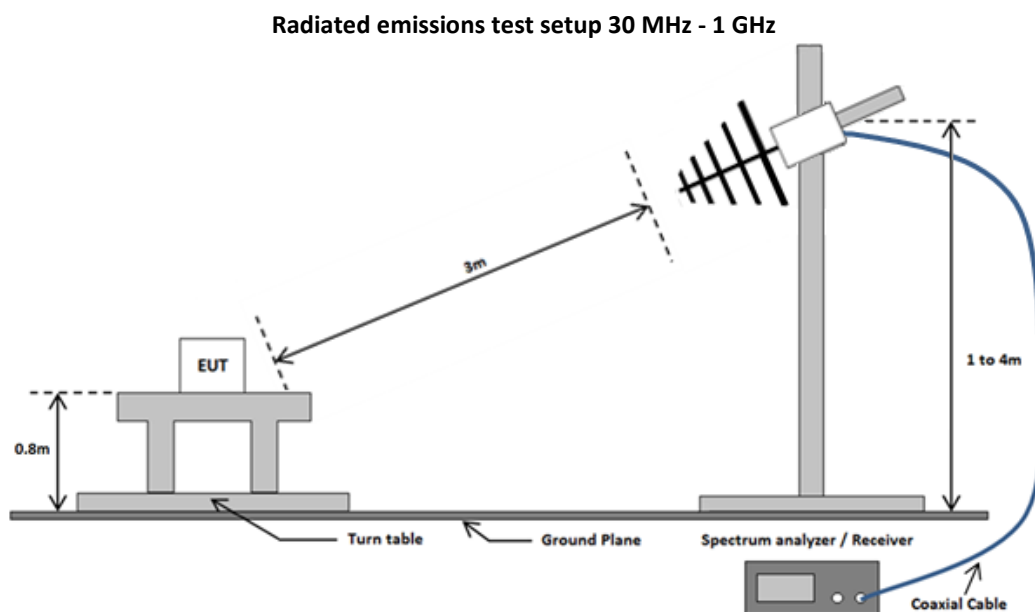 Radiated emissions test setup 30 MHz - 1 GHz
3m
EUT
1 to 4m
0.8m
Turn table
Ground Plane
Spectrum analyzer / Receiver
Coaxial Cable